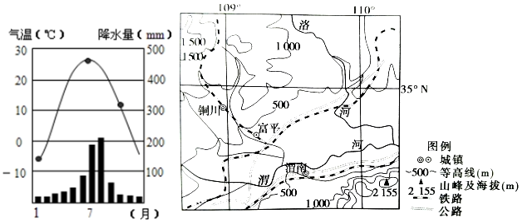 气温(℃) 降水量(mm)
30 500
20 400
10 300
0 200
-10 100
0
1 7 (月)
109° 110°
洛
1 500
1 500
1 000
35°N
铜川
500
河
富平
河
渭南
渭
500
1 000
2 155
图例
城镇
~500~ 等高线(m)
2 155 山峰及海拔(m)
铁路
公路